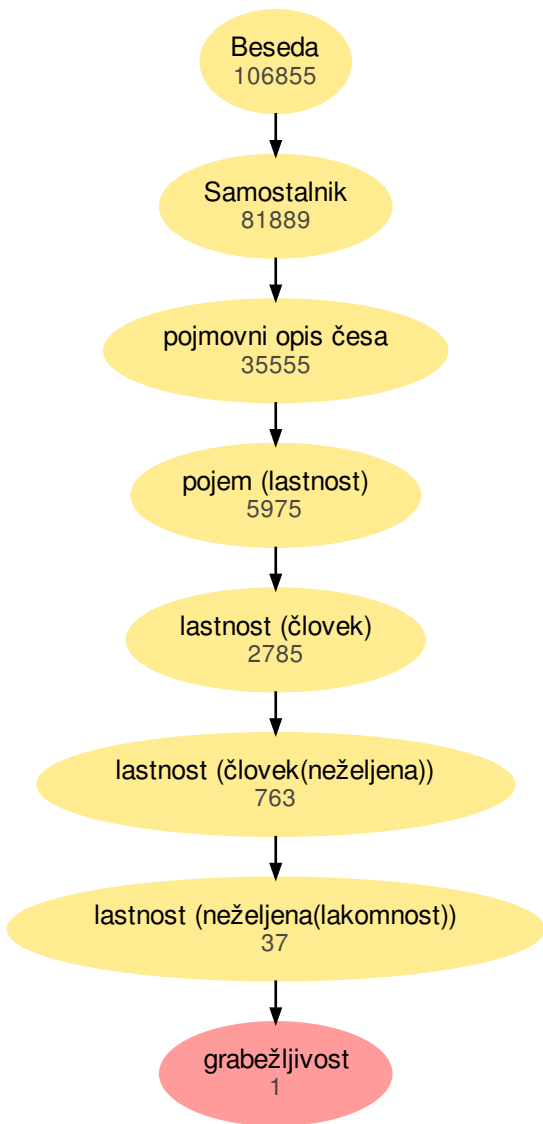 Beseda
106855
Samostalnik
81889
pojmovni opis česa
35555
pojem (lastnost)
5975
lastnost (človek)
2785
lastnost (človek(neželjena))
763
lastnost (neželjena(lakomnost))
37
grabežljivost
1